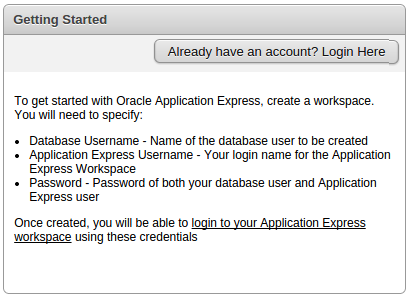 Getting Started
Already have an account? Login Here
To get started with Oracle Application Express, create a workspace.
You will need to specify:
• Database Username - Name of the database user to be created
• Application Express Username - Your login name for the Application
Express Workspace
• Password - Password of both your database user and Application
Express user
Once created, you will be able to login to your Application Express
workspace using these credentials